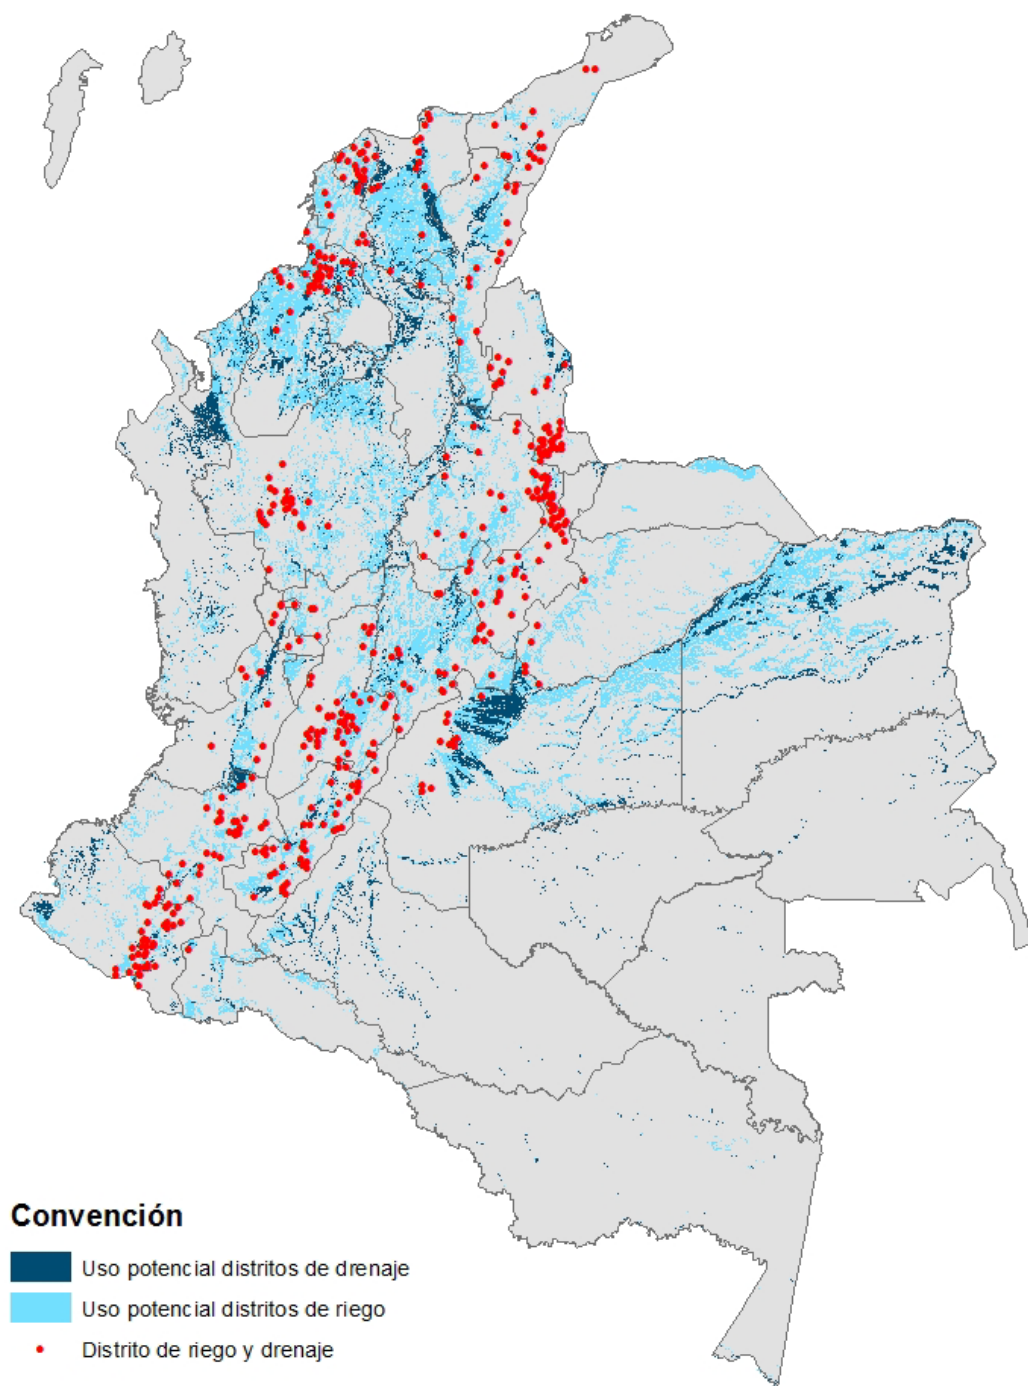 Convención
Uso potencial distritos de drenaje
Uso potencial distritos de riego
Distrito de riego y drenaje